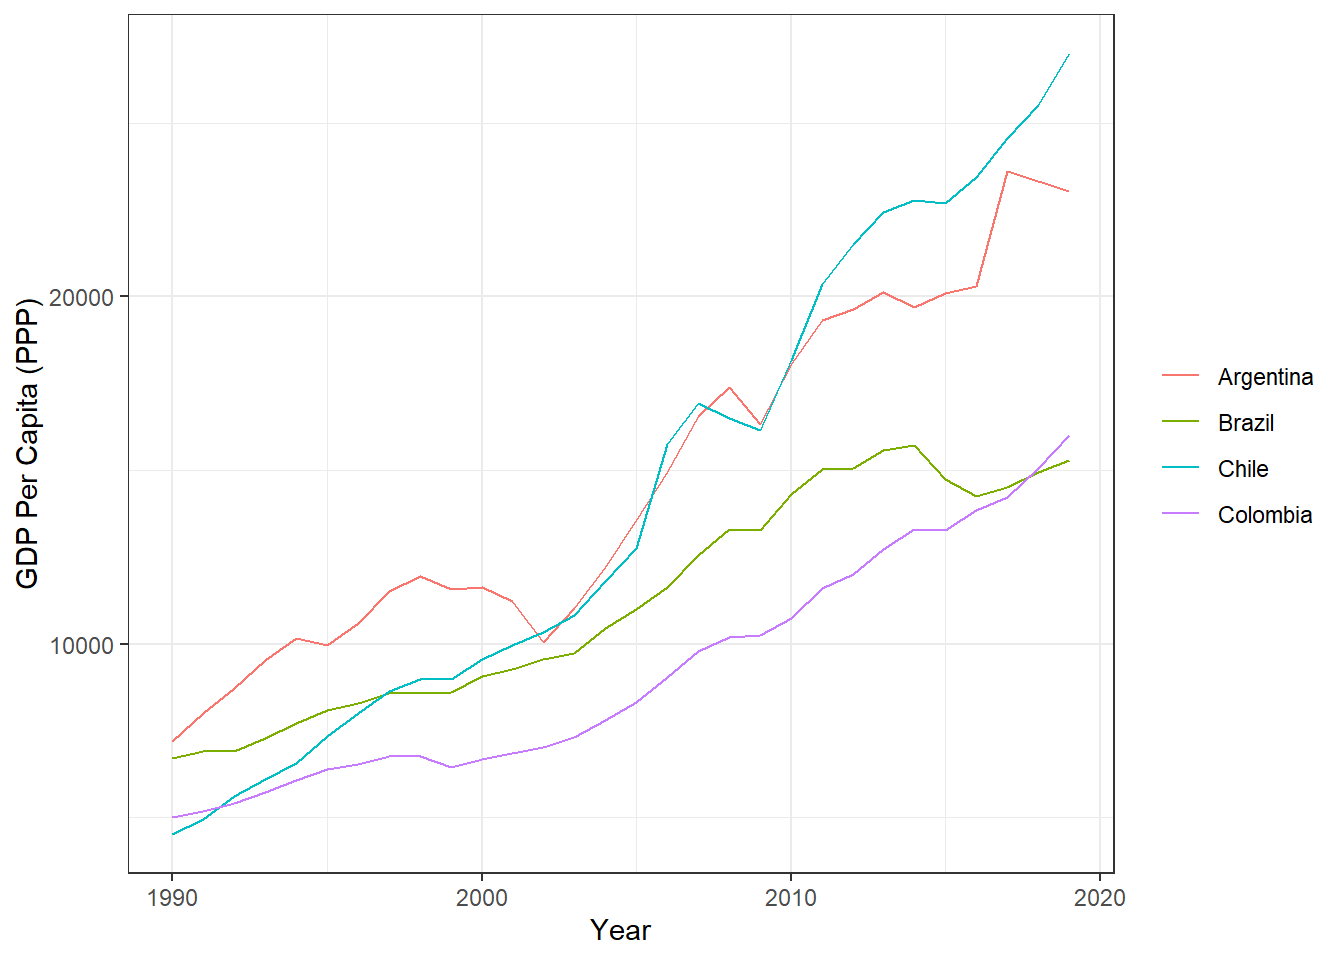 GDP Per Capita (PPP)
20000
10000
1990
2000
2010
2020
Year
Argentina
Brazil
Chile
Colombia